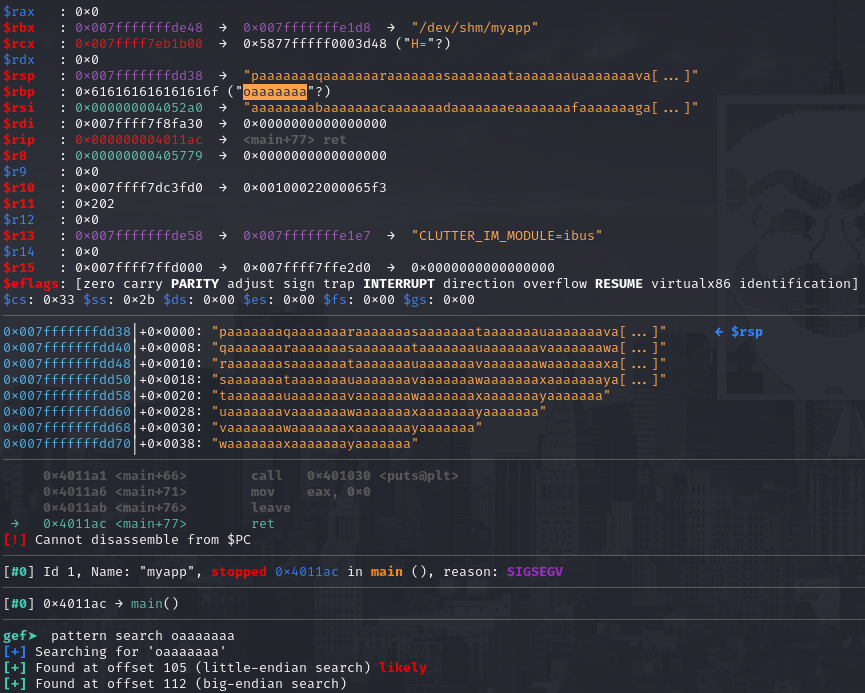 $rax   : 0x0
$rbx   : 0x007fffffffde48  →  0x007fffffffe1d8  →  "/dev/shm/myapp"
$rcx   : 0x007ffff7eb1b00  →  0x5877fffff0003d48 ("H="?)
$rdx   : 0x0
$rsp   : 0x007fffffffdd38  →  "paaaaaaaqaaaaaaaraaaaaaasaaaaaaataaaaaaauaaaaaaava[...]"
$rbp   : 0x616161616161616f ("oaaaaaaa"?)
$rsi   : 0x000000004052a0  →  "aaaaaaaabaaaaaaacaaaaaaadaaaaaaaeaaaaaaafaaaaaaaga[...]"
$rdi   : 0x007ffff7f8fa30  →  0x0000000000000000
$rip   : 0x000000004011ac  →  <main+77> ret
$r8    : 0x00000000405779  →  0x0000000000000000
$r9    : 0x0
$r10   : 0x007ffff7dc3fd0  →  0x00100022000065f3
$r11   : 0x202
$r12   : 0x0
$r13   : 0x007fffffffde58  →  0x007fffffffe1e7  →  "CLUTTER_IM_MODULE=ibus"
$r14   : 0x0
$r15   : 0x007ffff7ffd000  →  0x007ffff7ffe2d0  →  0x0000000000000000
$eflags: [zero carry PARITY adjust sign trap INTERRUPT direction overflow RESUME virtualx86 identification]
$cs: 0x33 $ss: 0x2b $ds: 0x00 $es: 0x00 $fs: 0x00 $gs: 0x00
0x007fffffffdd38│+0x0000: "paaaaaaaqaaaaaaaraaaaaaasaaaaaaataaaaaaauaaaaaaava[...]"      ← $rsp
0x007fffffffdd40│+0x0008: "qaaaaaaaraaaaaaasaaaaaaataaaaaaauaaaaaaavaaaaaaawa[...]"
0x007fffffffdd48│+0x0010: "raaaaaaasaaaaaaataaaaaaauaaaaaaavaaaaaaawaaaaaaaxa[...]"
0x007fffffffdd50│+0x0018: "saaaaaaataaaaaaauaaaaaaavaaaaaaawaaaaaaaxaaaaaaaya[...]"
0x007fffffffdd58│+0x0020: "taaaaaaauaaaaaaavaaaaaaawaaaaaaaxaaaaaaayaaaaaaa"
0x007fffffffdd60│+0x0028: "uaaaaaaavaaaaaaawaaaaaaaxaaaaaaayaaaaaaa"
0x007fffffffdd68│+0x0030: "vaaaaaaawaaaaaaaxaaaaaaayaaaaaaa"
0x007fffffffdd70│+0x0038: "waaaaaaaxaaaaaaayaaaaaaa"
0x4011a1 <main+66>        call   0x401030 <puts@plt>
0x4011a6 <main+71>        mov    eax, 0x0
0x4011ab <main+76>        leave
→   0x4011ac <main+77>        ret
[!] Cannot disassemble from $PC
[#0] Id 1, Name: "myapp", stopped 0x4011ac in main (), reason: SIGSEGV
[#0] 0x4011ac → main()
gef➤  pattern search oaaaaaaa
[+] Searching for 'oaaaaaaa'
[+] Found at offset 105 (little-endian search) likely
[+] Found at offset 112 (big-endian search)